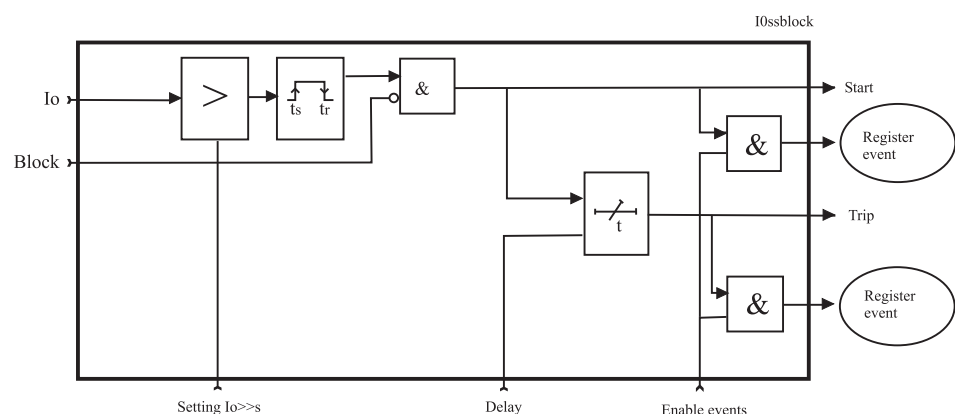 I0ssblock
Io
>
ts tr
&
Start
Block
&
Register
event
t
Trip
&
Register
event
Setting Io>>s
Delay
Enable events